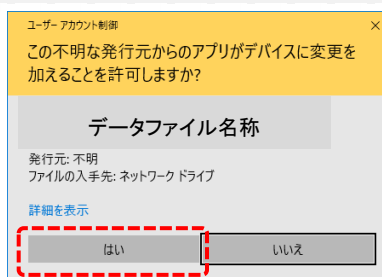 ユーザー アカウント制御
×
この不明な発行元からのアプリがデバイスに変更を
加えることを許可しますか?
データファイル名称
発行元: 不明
ファイルの入手先: ネットワーク ドライブ
詳細を表示
はい
いいえ